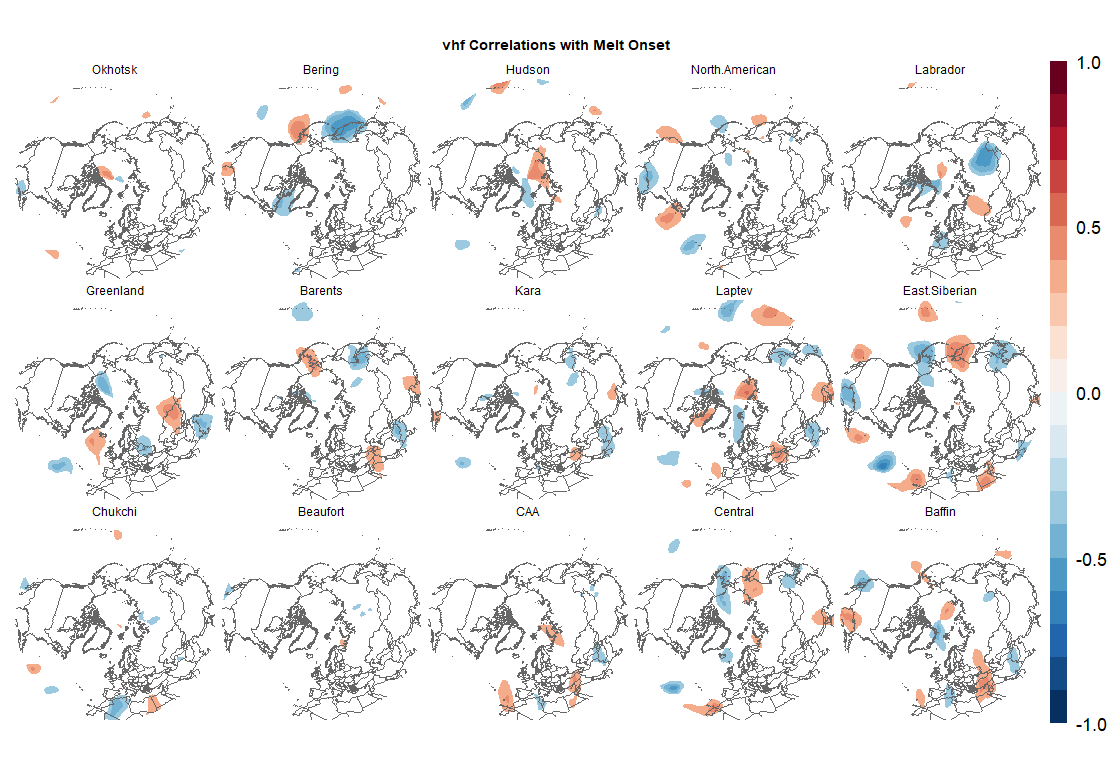 vhf Correlations with Melt Onset
Okhotsk
Bering
Hudson
North.American
Labrador
Greenland
Barents
Kara
Laptev
East.Siberian
Chukchi
Beaufort
CAA
Central
Baffin
1.0
0.5
0.0
-0.5
-1.0